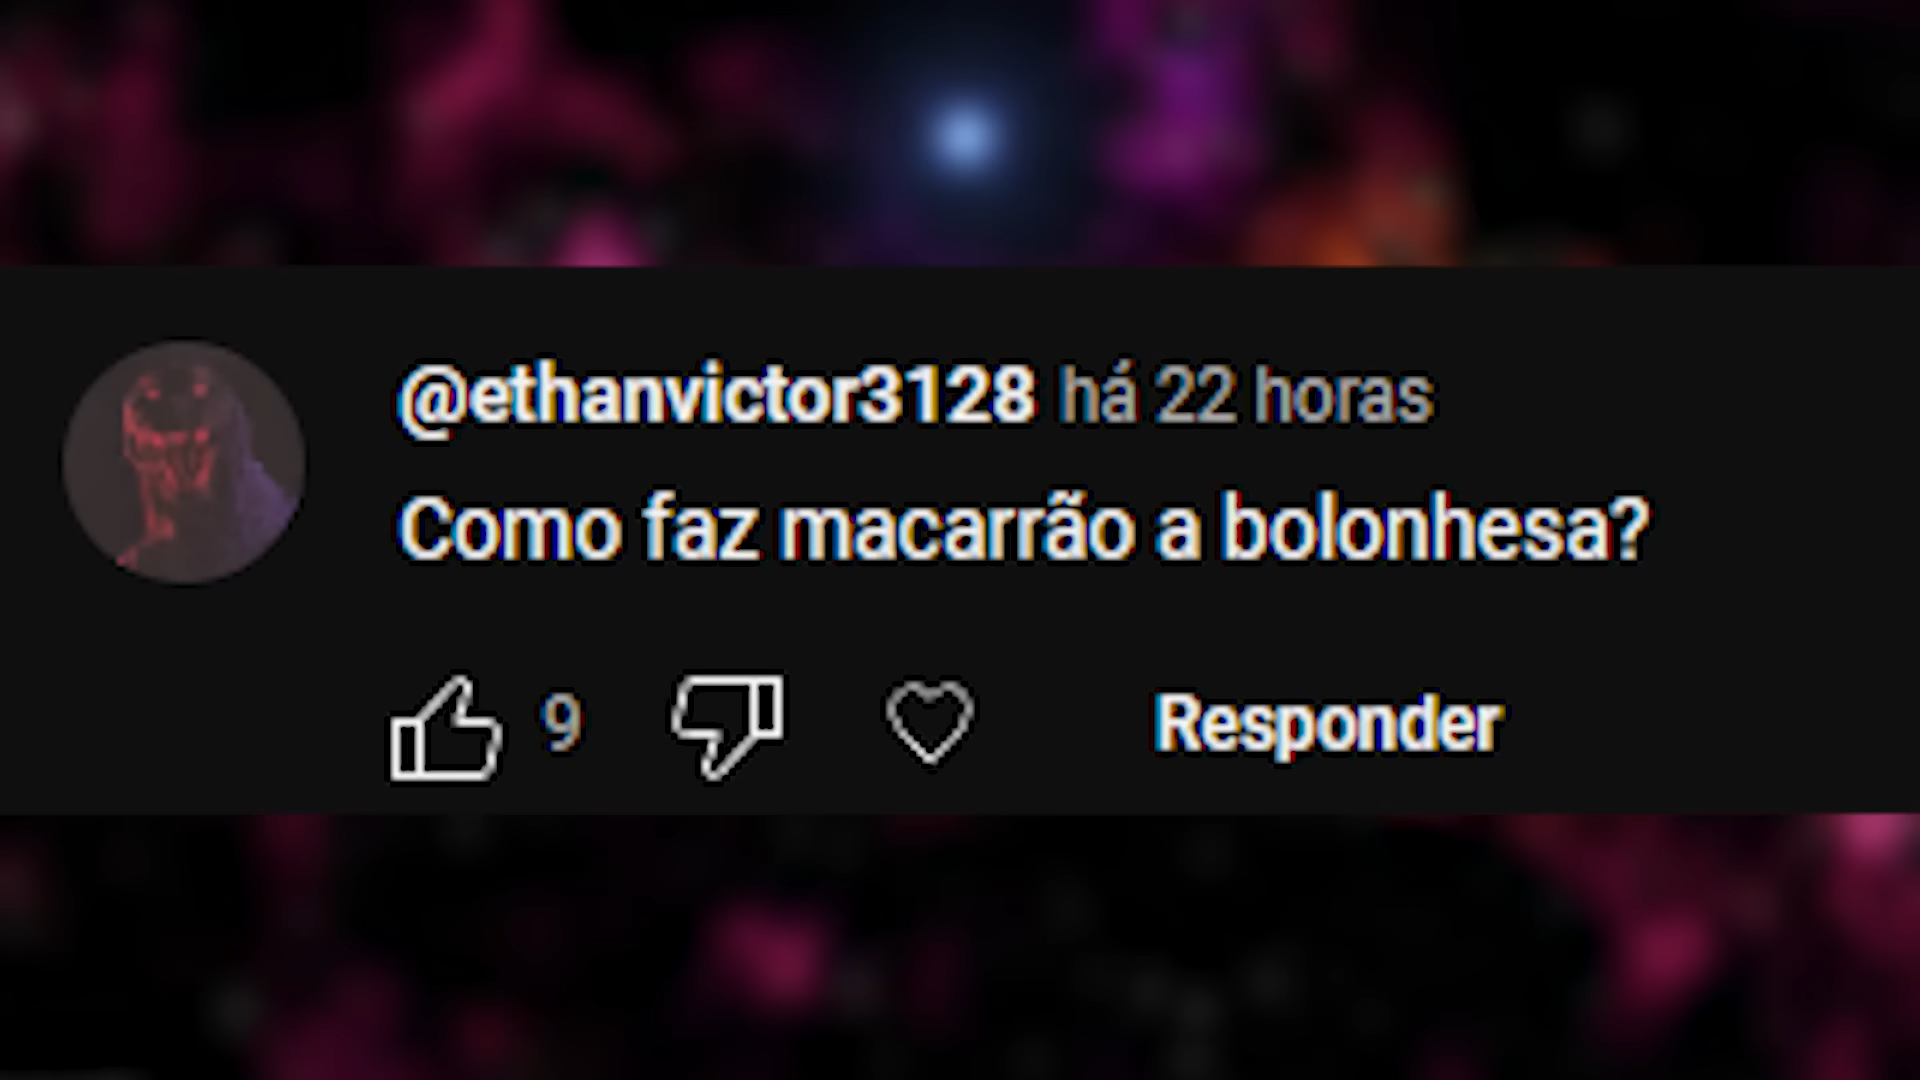 @ethanvictor3128 há 22 horas
Como faz macarrão a bolonhesa?
9 Responder